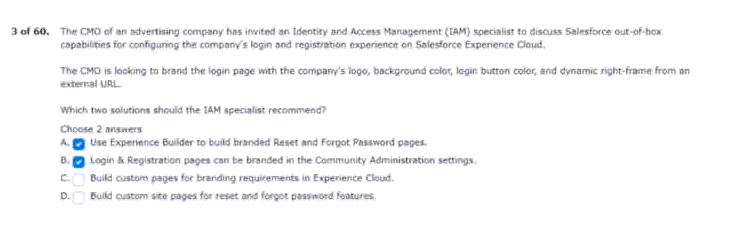 3 of 60. The CMO of an advertising company has invited an Identity and Access Management (IAM) specialist to discuss Salesforce out-of-box
capabilities for configuring the company's login and registration experience on Salesforce Experience Cloud.
The CMO is looking to brand the login page with the company's logo, background color, login button color, and dynamic right-frame from an
external URL.
Which two solutions should the IAM specialist recommend?
Choose 2 answers
A. Use Experience Builder to build branded Reset and Forgot Password pages.
B. Login & Registration pages can be branded in the Community Administration settings.
C. Build custom pages for branding requirements in Experience Cloud.
D. Build custom site pages for reset and forgot password features.